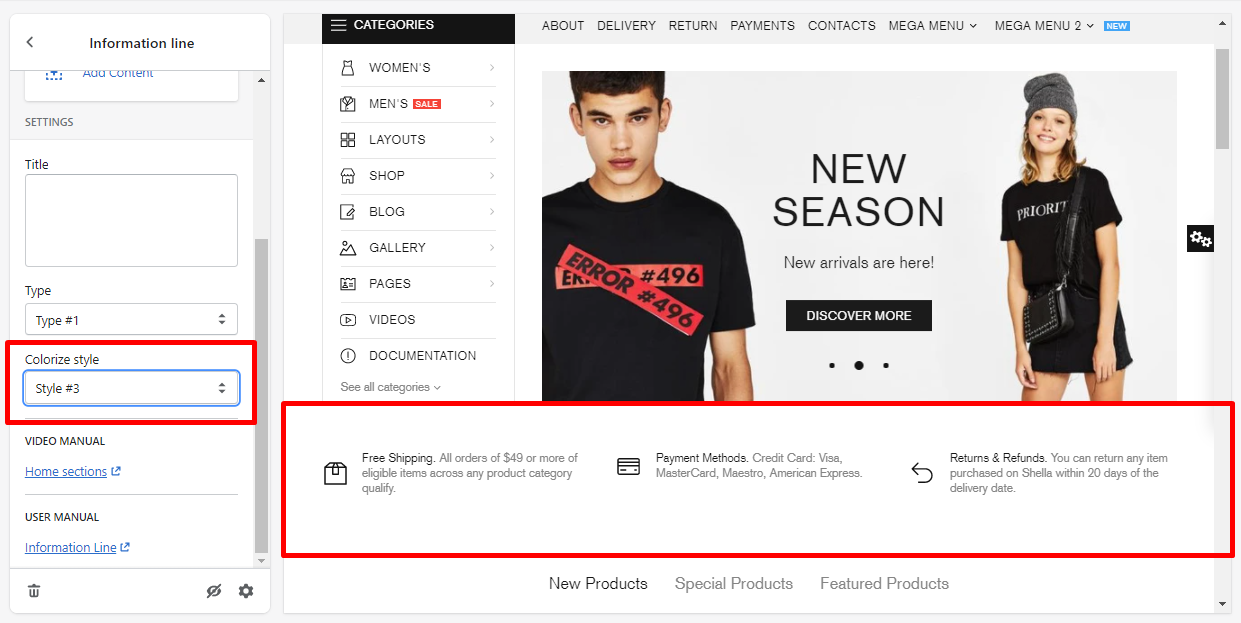 Information line
Add Content
SETTINGS
Title
Type
Type #1
Colorize style
Style #3
VIDEO MANUAL
Home sections
USER MANUAL
Information Line
CATEGORIES
ABOUT DELIVERY RETURN PAYMENTS CONTACTS MEGA MENU MEGA MENU 2 NEW
WOMEN'S
MEN'S SALE
LAYOUTS
SHOP
BLOG
GALLERY
PAGES
VIDEOS
DOCUMENTATION
See all categories
NEW
SEASON
New arrivals are here!
DISCOVER MORE
ERROR #496
#496
Free Shipping. All orders of $49 or more of
eligible items across any product category
qualify.
Payment Methods. Credit Card: Visa,
MasterCard, Maestro, American Express.
Returns & Refunds. You can return any item
purchased on Shella within 20 days of the
delivery date.
New Products Special Products Featured Products